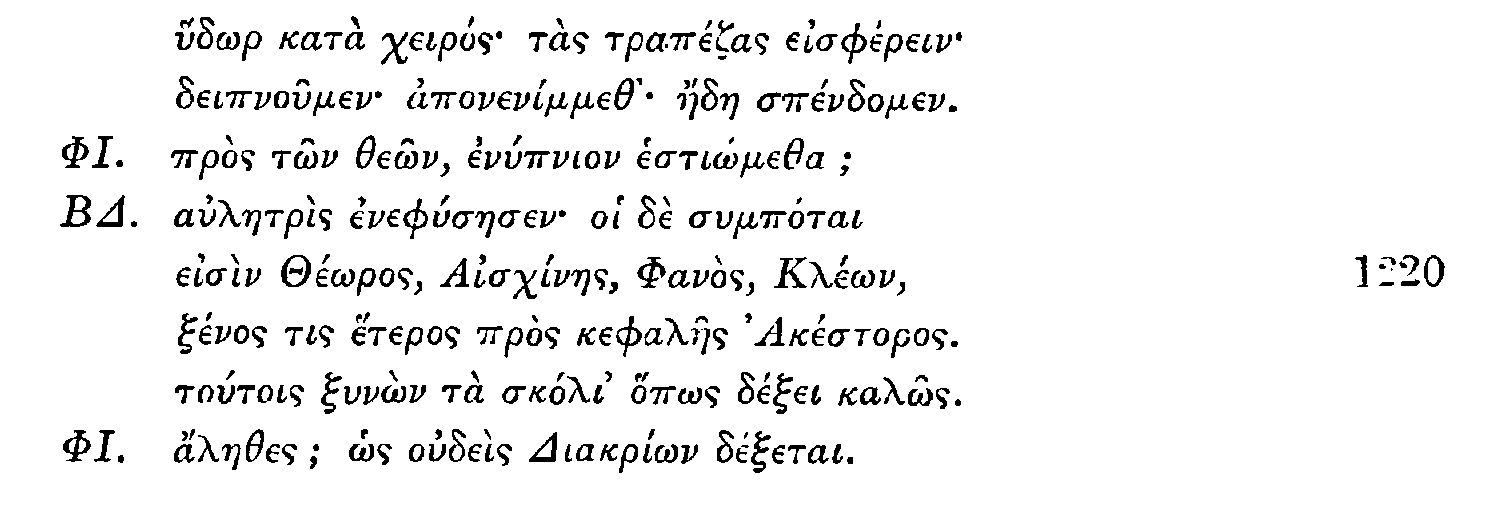 ὕδωρ κατὰ χειρός· τὰς τραπέζας εἰσφέρειν·
δειπνοῦμεν· ἀπονενίμμεθ᾽· ἤδη σπένδομεν.
ΦΙ. πρὸς τῶν θεῶν, ἐνύπνιον ἑστιώμεθα ;
ΒΔ. αὐλητρὶς ἐνεφύσησεν· οἱ δὲ συμπόται
εἰσὶν Θέωρος, Αἰσχίνης, Φανὸς, Κλέων, 1220
ξένος τις ἕτερος πρὸς κεφαλῆς Ἀκέστορος.
τούτοις ξυνὼν τὰ σκόλι᾽ ὅπως δέξει καλῶς.
ΦΙ. ἄληθες ; ὡς οὐδεὶς Διακρίων δέξεται.